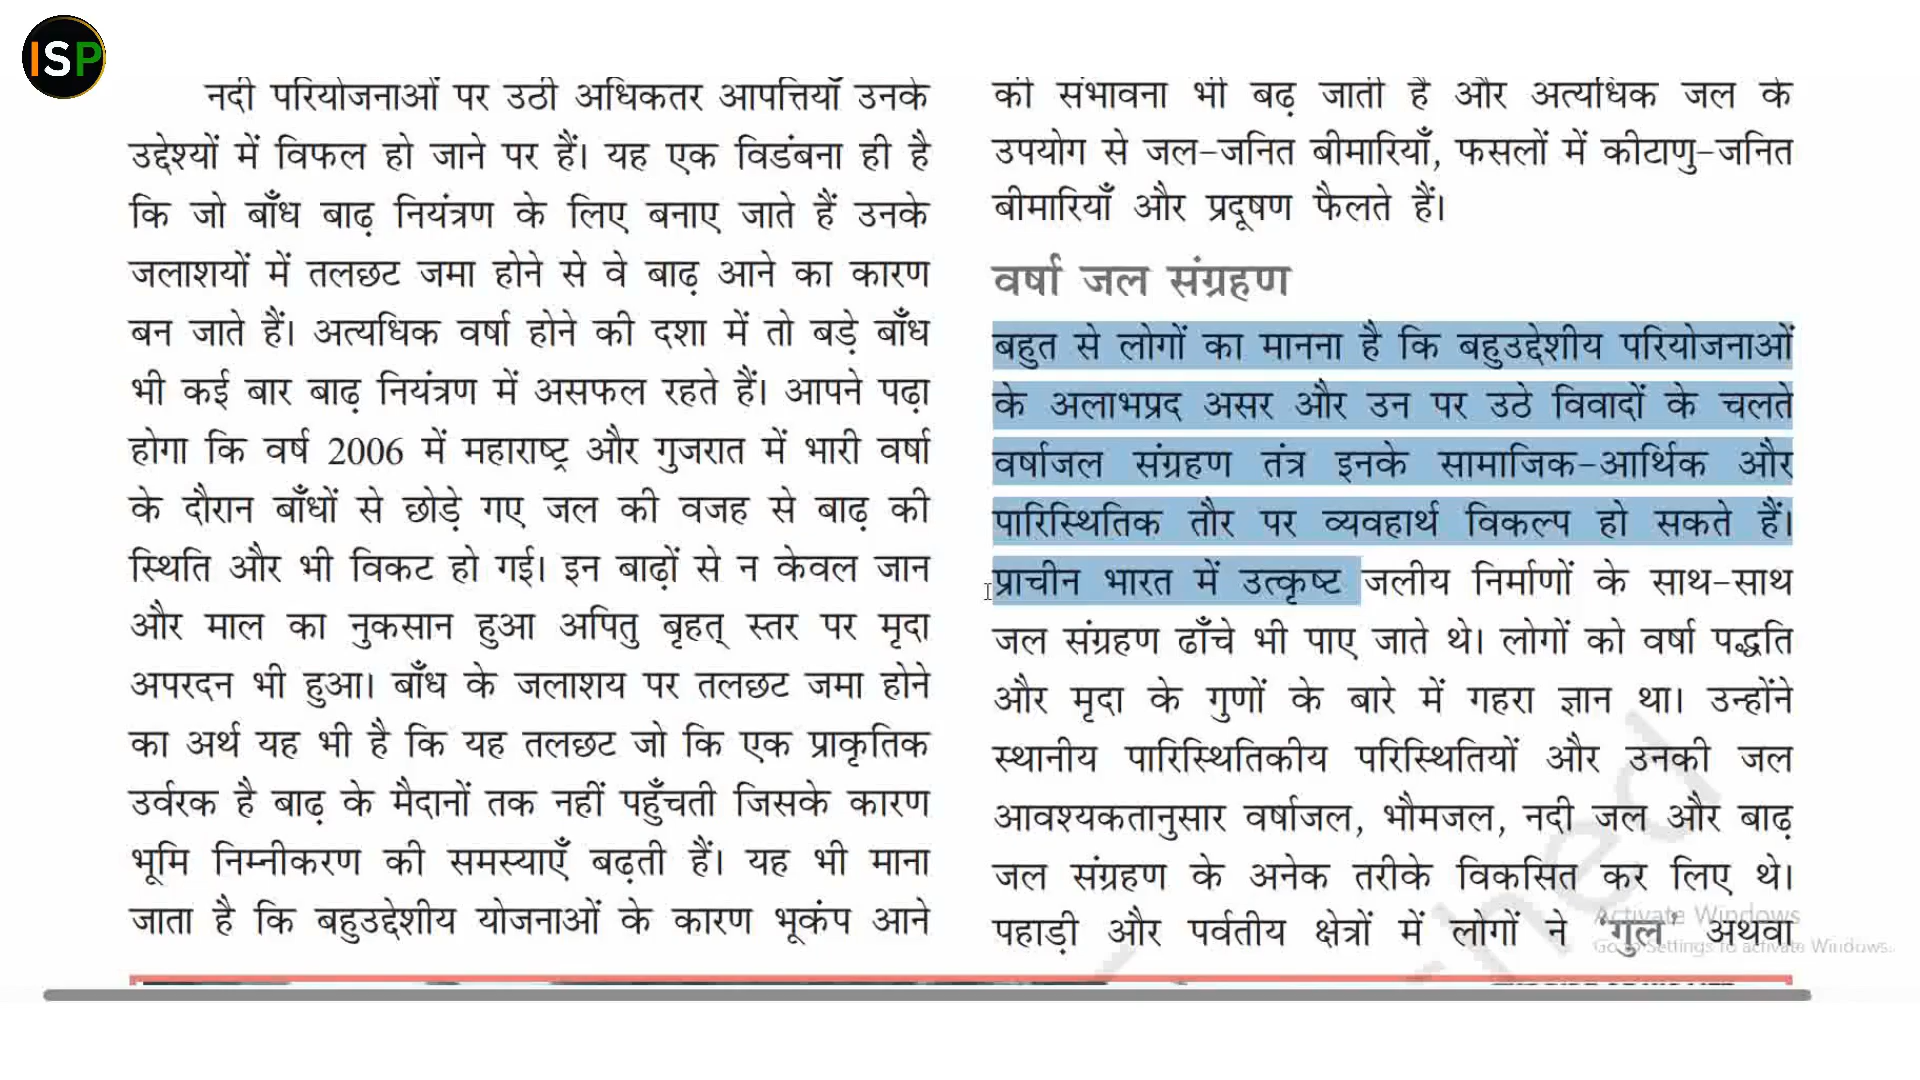 ISP
नदी परियोजनाओं पर उठी अधिकतर आपत्तियाँ उनके
उद्देश्यों में विफल हो जाने पर हैं। यह एक विडंबना ही है
कि जो बाँध बाढ़ नियंत्रण के लिए बनाए जाते हैं उनके
जलाशयों में तलछट जमा होने से वे बाढ़ आने का कारण
बन जाते हैं। अत्यधिक वर्षा होने की दशा में तो बड़े बाँध
भी कई बार बाढ़ नियंत्रण में असफल रहते हैं। आपने पढ़ा
होगा कि वर्ष 2006 में महाराष्ट्र और गुजरात में भारी वर्षा
के दौरान बाँधों से छोड़े गए जल की वजह से बाढ़ की
स्थिति और भी विकट हो गई। इन बाढ़ों से न केवल जान
और माल का नुकसान हुआ अपितु बृहत् स्तर पर मृदा
अपरदन भी हुआ। बाँध के जलाशय पर तलछट जमा होने
का अर्थ यह भी है कि यह तलछट जो कि एक प्राकृतिक
उर्वरक है बाढ़ के मैदानों तक नहीं पहुँचती जिसके कारण
भूमि निम्नीकरण की समस्याएँ बढ़ती हैं। यह भी माना
जाता है कि बहुउद्देशीय योजनाओं के कारण भूकंप आने
की संभावना भी बढ़ जाती है और अत्यधिक जल के
उपयोग से जल-जनित बीमारियाँ, फसलों में कीटाणु-जनित
बीमारियाँ और प्रदूषण फैलते हैं।
वर्षा जल संग्रहण
बहुत से लोगों का मानना है कि बहुउद्देशीय परियोजनाओं
के अलाभप्रद असर और उन पर उठे विवादों के चलते
वर्षाजल संग्रहण तंत्र इनके सामाजिक-आर्थिक और
पारिस्थितिक तौर पर व्यवहार्थ विकल्प हो सकते हैं।
प्राचीन भारत में उत्कृष्ट जलीय निर्माणों के साथ-साथ
जल संग्रहण ढाँचे भी पाए जाते थे। लोगों को वर्षा पद्धति
और मृदा के गुणों के बारे में गहरा ज्ञान था। उन्होंने
स्थानीय पारिस्थितिकीय परिस्थितियों और उनकी जल
आवश्यकतानुसार वर्षाजल, भौमजल, नदी जल और बाढ़
जल संग्रहण के अनेक तरीके विकसित कर लिए थे।
पहाड़ी और पर्वतीय क्षेत्रों में लोगों ने 'गुल' अथवा
Activate Windows
Go to Settings to activate Windows.